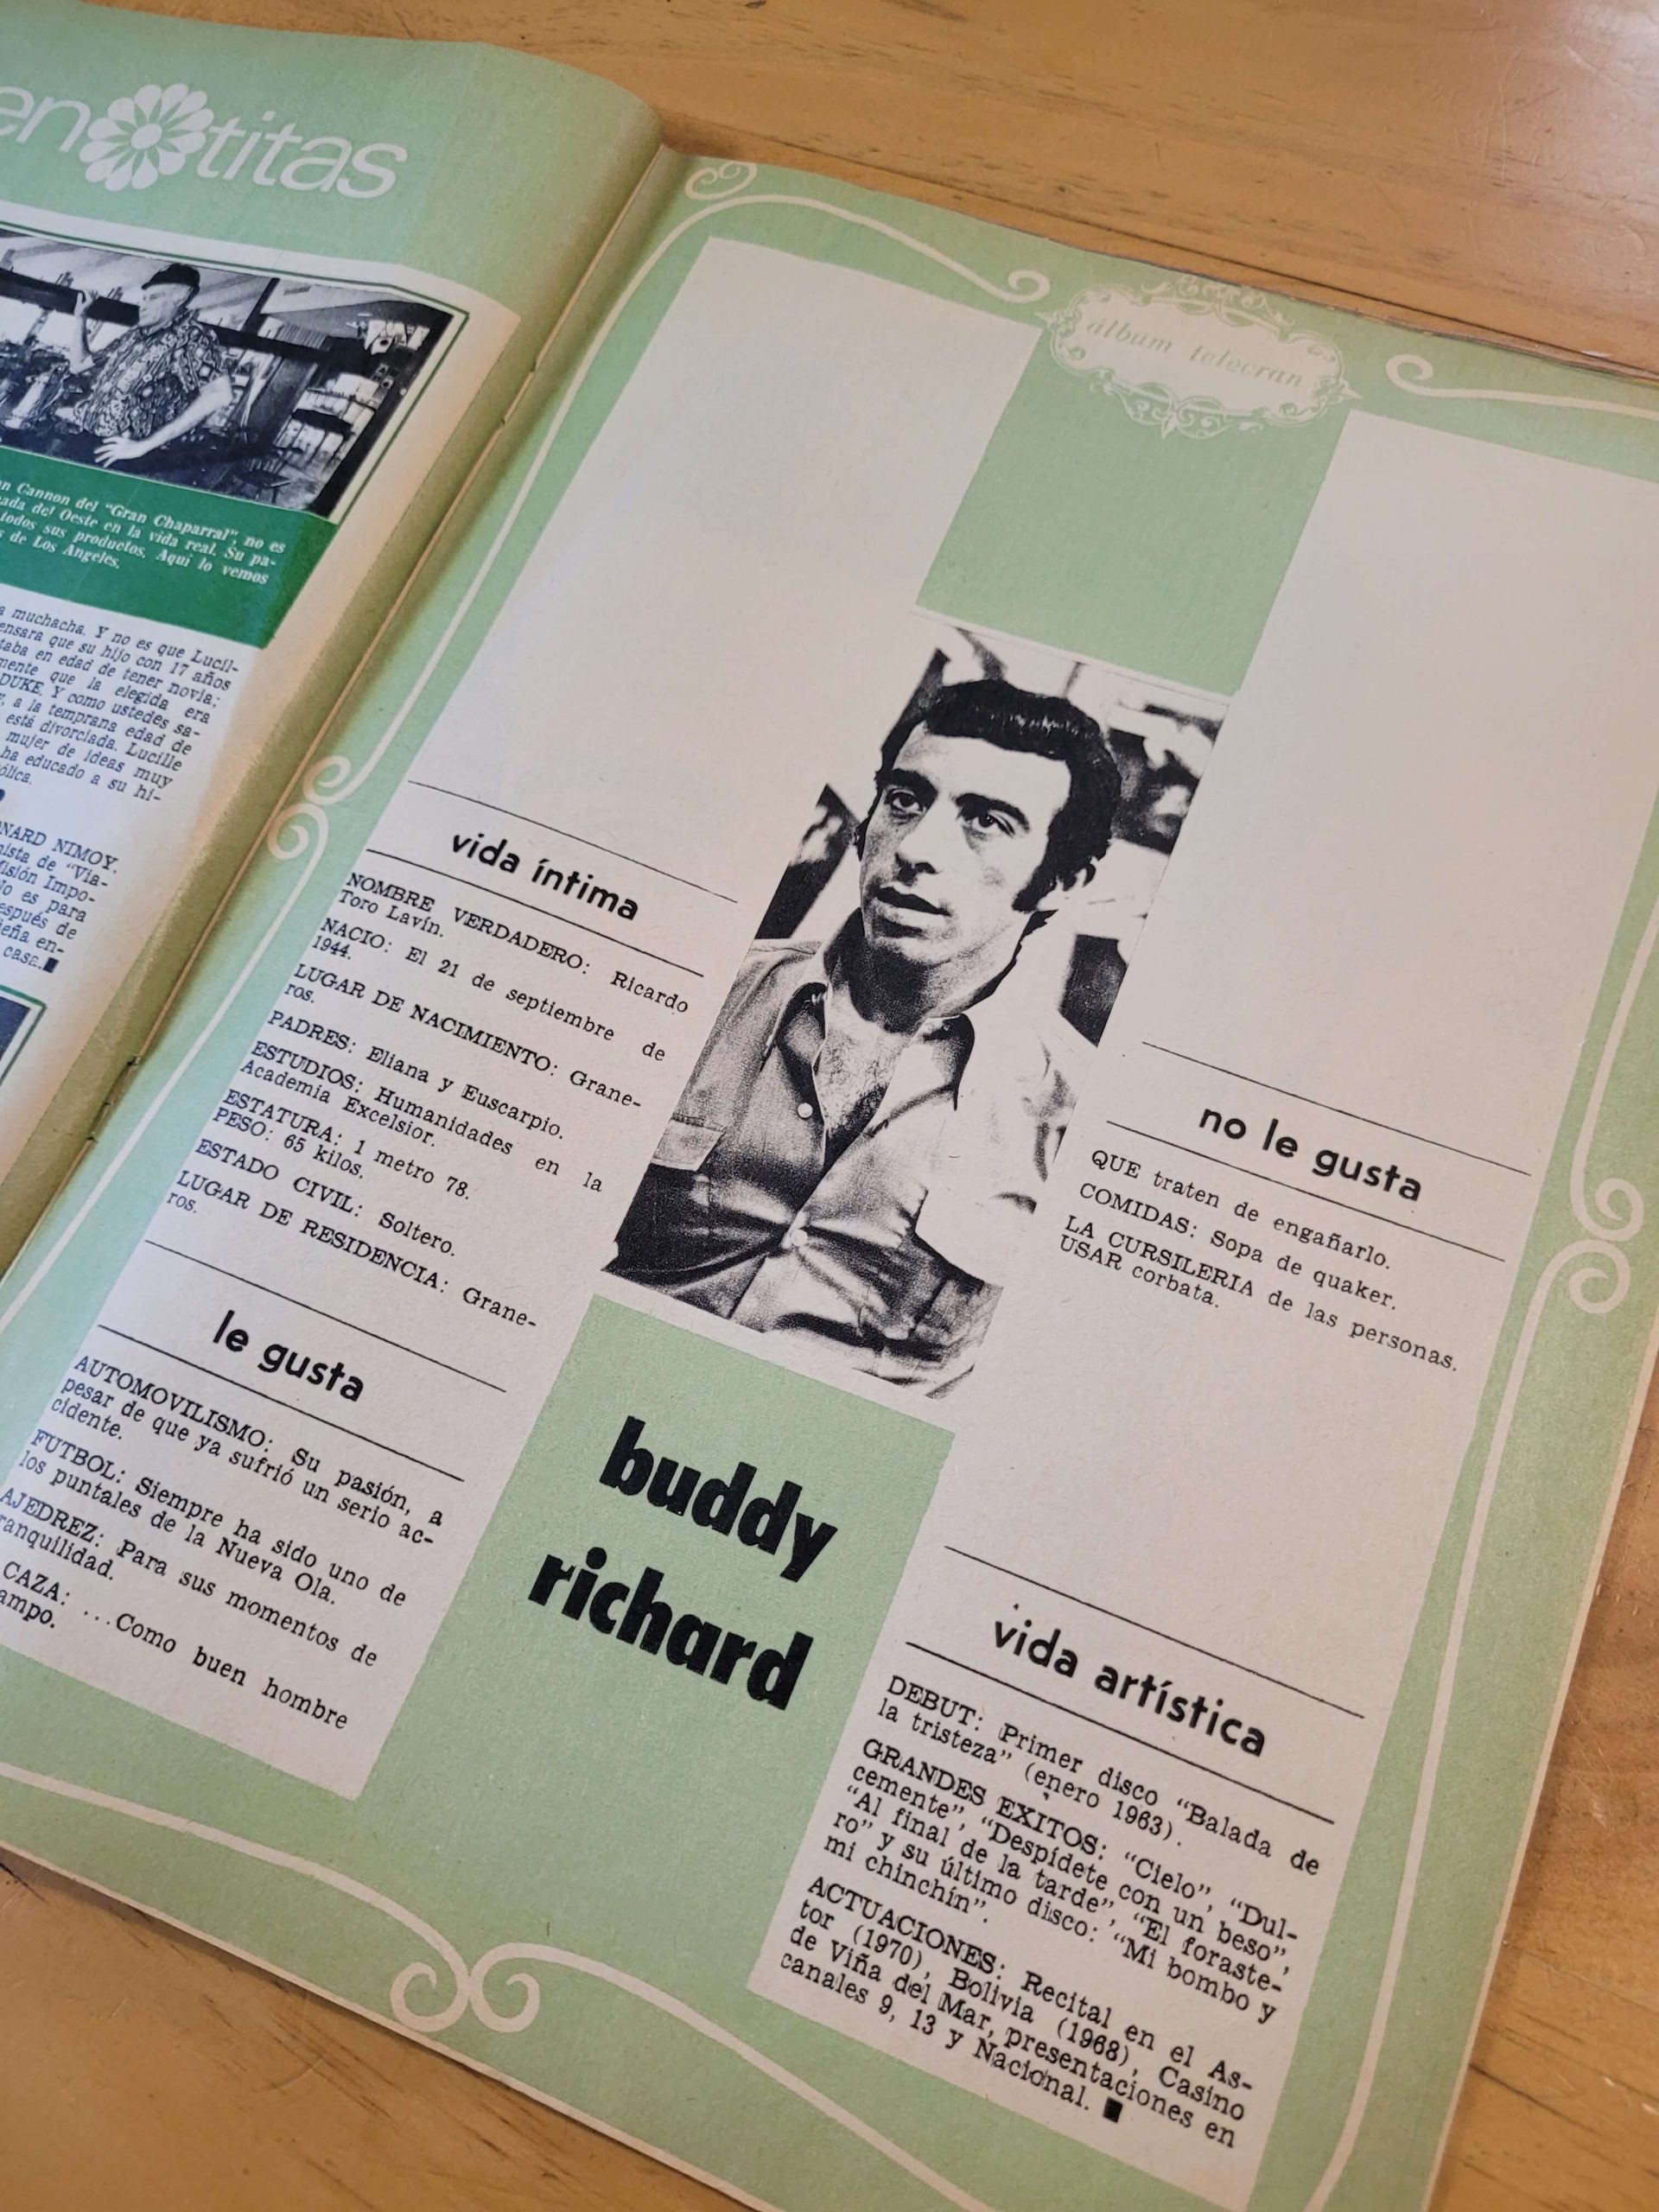 titas
Cannon del "Gran Chaparral", no es
del Oeste en la vida real. Su pa-
todos sus productos. Aquí lo vemos
de Los Angeles.
muchacha. Y no es que Lucil-
que su hijo con 17 años
en edad de tener novia;
que la elegida era
DUKE. Y como ustedes sa-
a la temprana edad de
está divorciada. Lucille
mujer de ideas muy
ha educado a su hi-
NIMOY.
de "Via-
Impo-
No es para
después de
en-
casa.
álbum telecran
vida íntima
NOMBRE VERDADERO: Ricardo
Toro Lavín.
NACIO: El 21 de septiembre de
1944.
LUGAR DE NACIMIENTO: Grane-
ros.
PADRES: Eliana y Euscarpio.
ESTUDIOS: Humanidades en la
Academia Excelsior.
ESTATURA: 1 metro 78.
PESO: 65 kilos.
ESTADO CIVIL: Soltero.
LUGAR DE RESIDENCIA: Grane-
ros.
le gusta
AUTOMOVILISMO: Su pasión, a
pesar de que ya sufrió un serio ac-
cidente.
FUTBOL: Siempre ha sido uno de
los puntales de la Nueva Ola.
AJEDREZ: Para sus momentos de
ranquilidad.
CAZA: ...Como buen hombre
ampo.
buddy
richard
no le gusta
QUE traten de engañarlo.
COMIDAS: Sopa de quaker.
LA CURSILERIA de las personas.
USAR corbata.
vida artística
DEBUT: Primer disco "Balada de
la tristeza" (enero 1963).
GRANDES EXITOS: "Cielo", "Dul-
cemente", "Despídete con un beso",
"Al final de la tarde", "El foraste-
ro" y su último disco: "Mi bombo y
mi chinchín".
ACTUACIONES: Recital en el As-
tor (1970), Bolivia (1968), Casino
de Viña del Mar, presentaciones en
canales 9, 13 y Nacional.